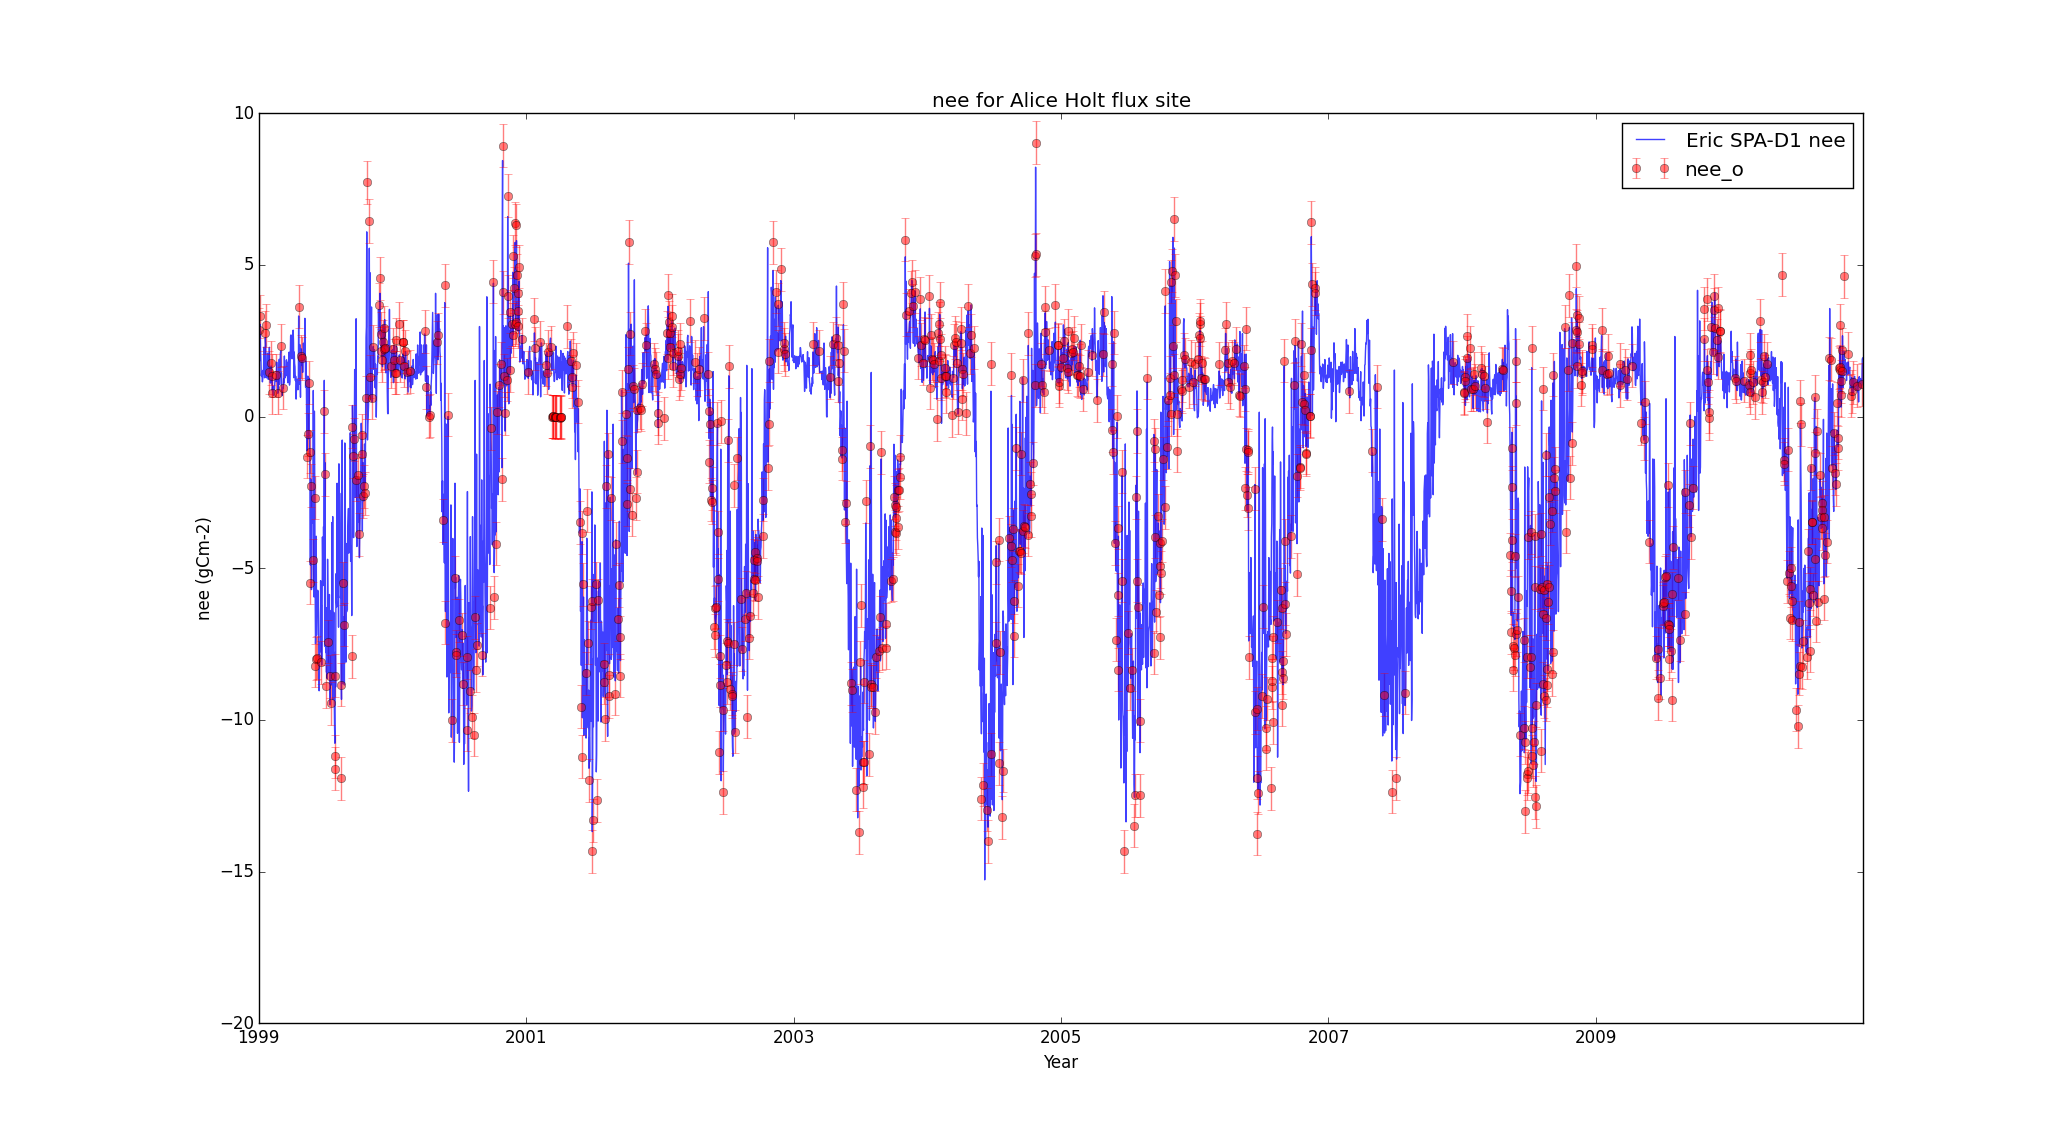 nee for Alice Holt flux site
10
5
0
−5
−10
−15
−20
nee (gCm-2)
Eric SPA-D1 nee
nee_o
1999
2001
2003
2005
2007
2009
Year